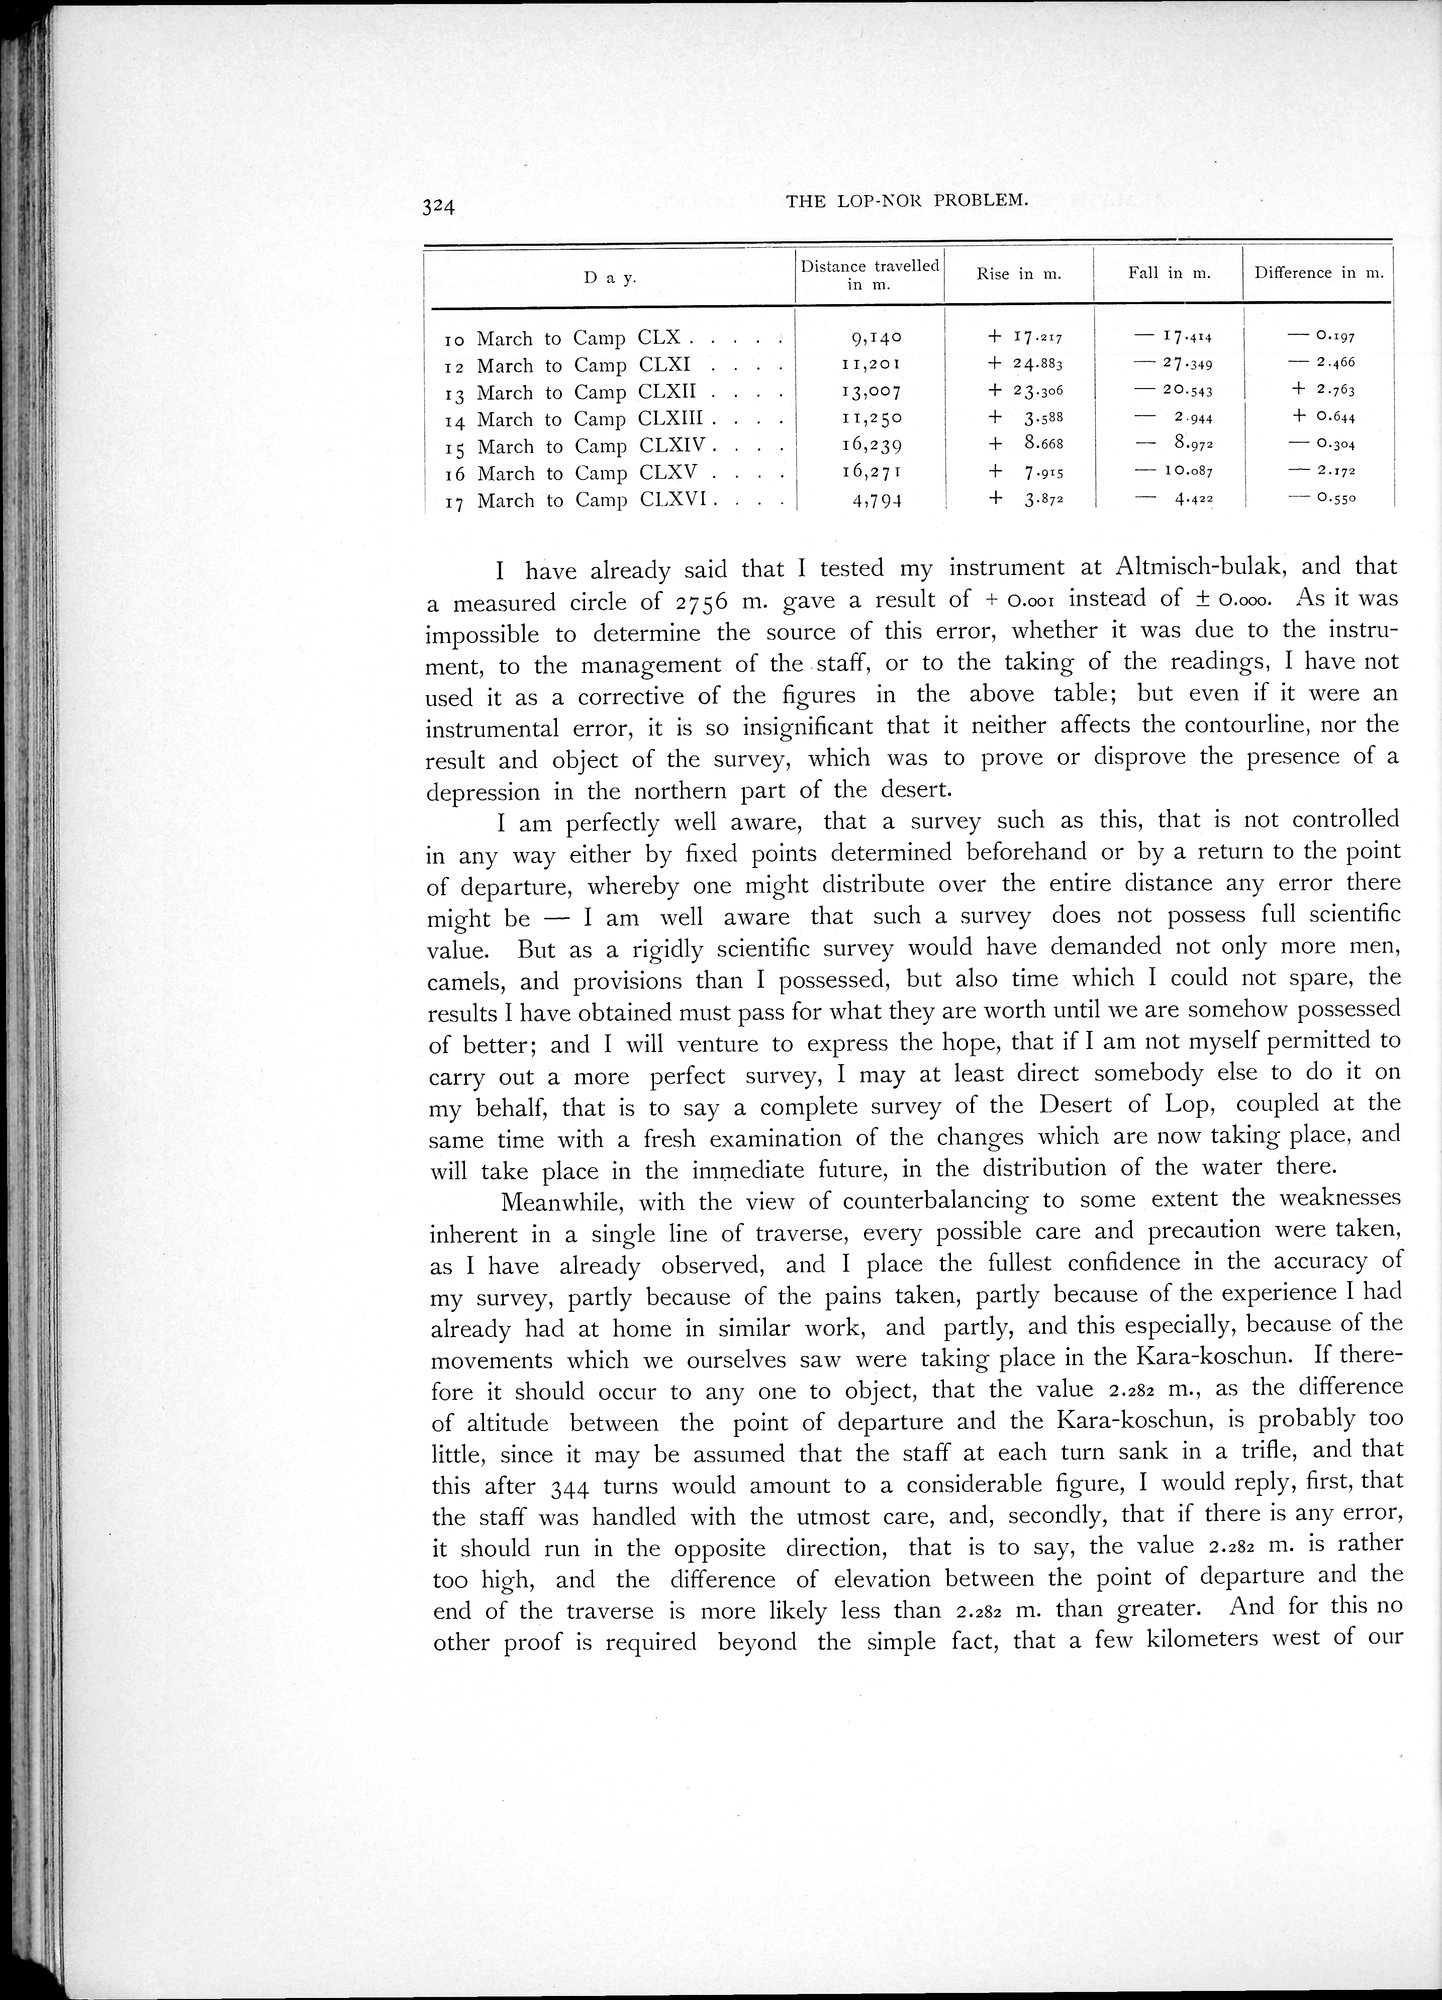 324
THE LOP-NOR PROBLEM.
Day. Distance travelled in m. Rise in m. Fall in m. Difference in m.
10 March to Camp CLX . . . . . 9,140 + 17.217 — 17.414 — 0.197
12 March to Camp CLXI . . . . 11,201 + 24.883 — 27.349 — 2.466
13 March to Camp CLXII . . . . 13,007 + 23.306 — 20.543 + 2.763
14 March to Camp CLXIII . . . . 11,250 + 3.588 — 2.944 + 0.644
15 March to Camp CLXIV . . . . 16,239 + 8.668 — 8.972 — 0.304
16 March to Camp CLXV . . . . 16,271 + 7.915 — 10.087 — 2.172
17 March to Camp CLXVI . . . . 4,794 + 3.872 — 4.422 — 0.550
I have already said that I tested my instrument at Altmisch-bulak, and that
a measured circle of 2756 m. gave a result of + 0.001 instead of ± 0.000. As it was
impossible to determine the source of this error, whether it was due to the instru-
ment, to the management of the staff, or to the taking of the readings, I have not
used it as a corrective of the figures in the above table; but even if it were an
instrumental error, it is so insignificant that it neither affects the contourline, nor the
result and object of the survey, which was to prove or disprove the presence of a
depression in the northern part of the desert.
I am perfectly well aware, that a survey such as this, that is not controlled
in any way either by fixed points determined beforehand or by a return to the point
of departure, whereby one might distribute over the entire distance any error there
might be — I am well aware that such a survey does not possess full scientific
value. But as a rigidly scientific survey would have demanded not only more men,
camels, and provisions than I possessed, but also time which I could not spare, the
results I have obtained must pass for what they are worth until we are somehow possessed
of better; and I will venture to express the hope, that if I am not myself permitted to
carry out a more perfect survey, I may at least direct somebody else to do it on
my behalf, that is to say a complete survey of the Desert of Lop, coupled at the
same time with a fresh examination of the changes which are now taking place, and
will take place in the immediate future, in the distribution of the water there.
Meanwhile, with the view of counterbalancing to some extent the weaknesses
inherent in a single line of traverse, every possible care and precaution were taken,
as I have already observed, and I place the fullest confidence in the accuracy of
my survey, partly because of the pains taken, partly because of the experience I had
already had at home in similar work, and partly, and this especially, because of the
movements which we ourselves saw were taking place in the Kara-koschun. If there-
fore it should occur to any one to object, that the value 2.282 m., as the difference
of altitude between the point of departure and the Kara-koschun, is probably too
little, since it may be assumed that the staff at each turn sank in a trifle, and that
this after 344 turns would amount to a considerable figure, I would reply, first, that
the staff was handled with the utmost care, and, secondly, that if there is any error,
it should run in the opposite direction, that is to say, the value 2.282 m. is rather
too high, and the difference of elevation between the point of departure and the
end of the traverse is more likely less than 2.282 m. than greater. And for this no
other proof is required beyond the simple fact, that a few kilometers west of our